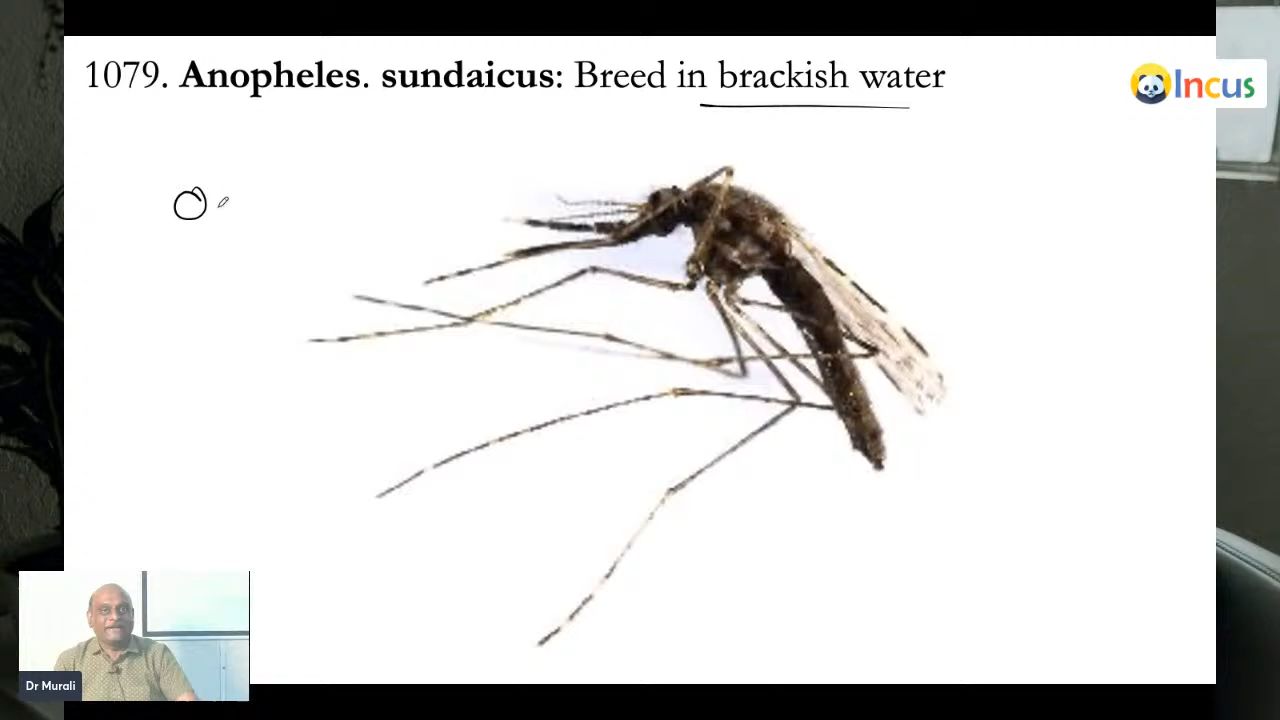 1079. Anopheles. sundaicus: Breed in brackish water
Incus
Dr Murali